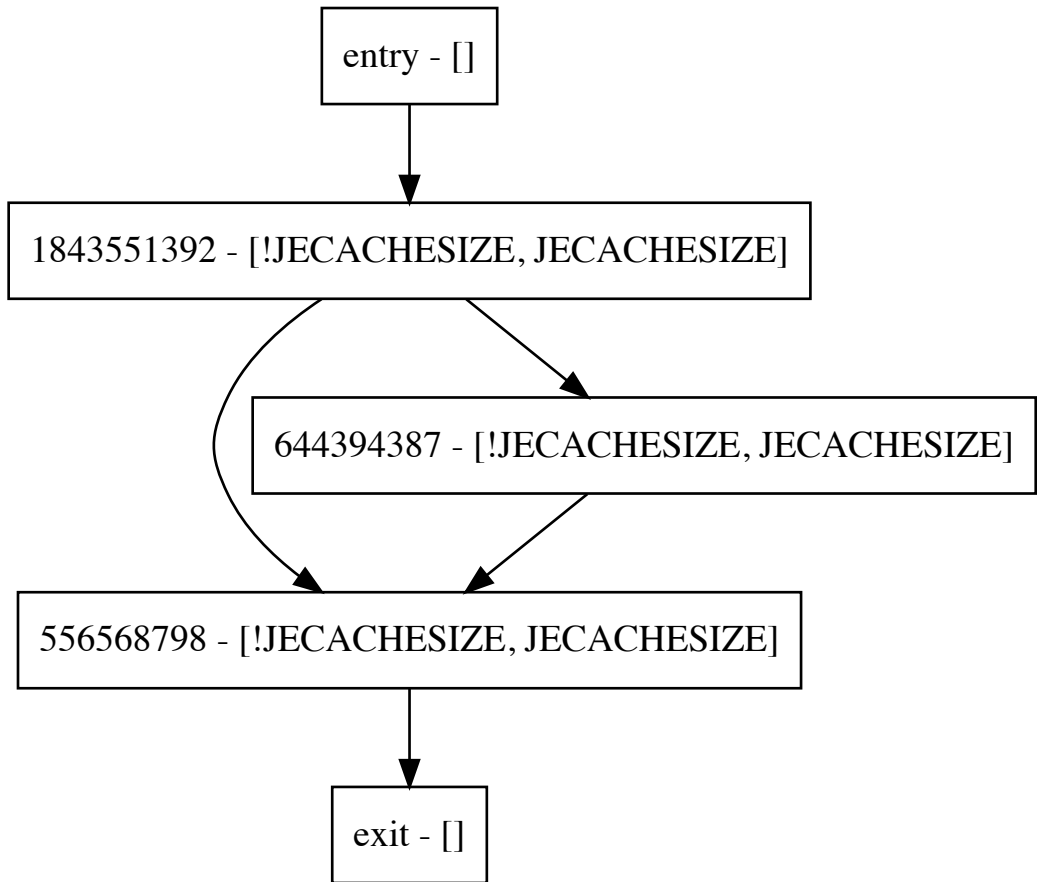 entry - []
1843551392 - [!JECACHESIZE, JECACHESIZE]
644394387 - [!JECACHESIZE, JECACHESIZE]
556568798 - [!JECACHESIZE, JECACHESIZE]
exit - []